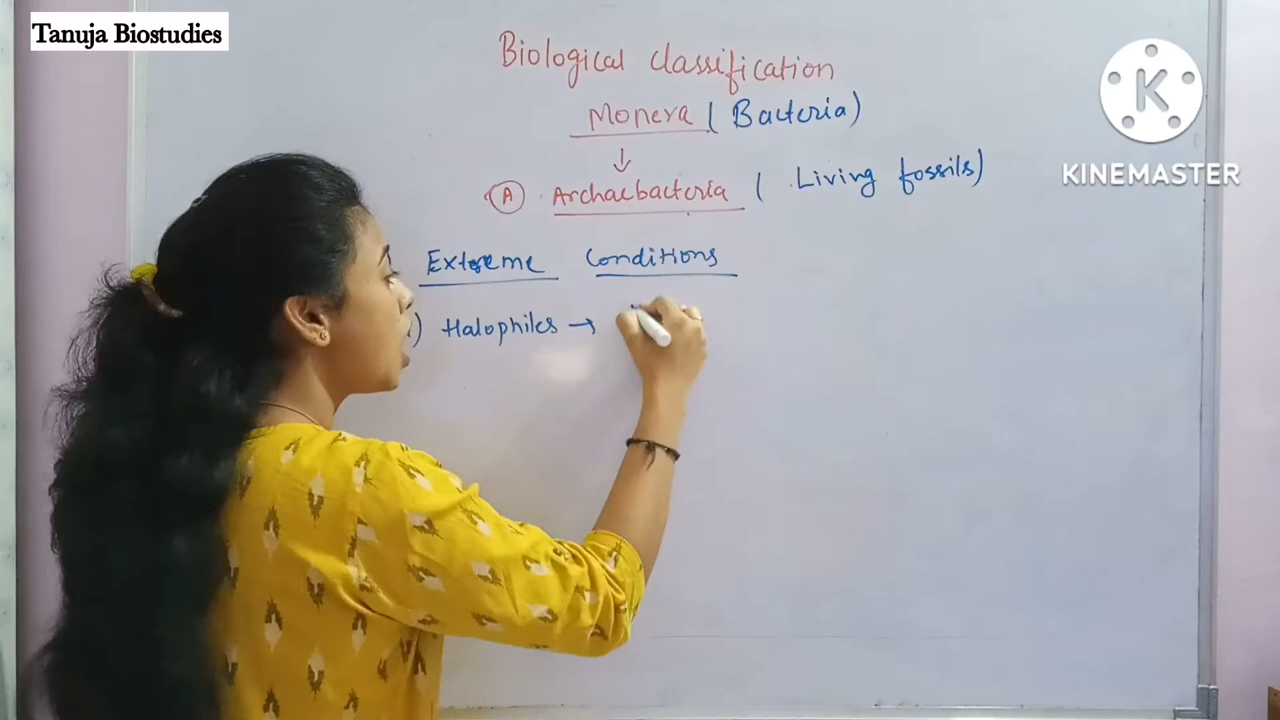 Tanuja Biostudies
Biological classification
Monera ( Bacteria)
↓
A Archaebacteria ( Living fossils)
Extreme Conditions
) Halophiles →
K
KINEMASTER